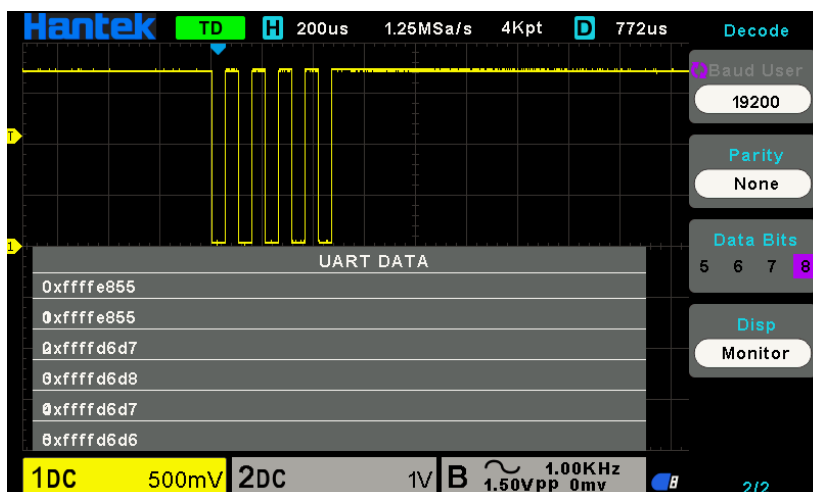 Hantek TD H 200us 1.25MSa/s 4Kpt D 772us Decode
Baud User
19200
T
Parity
None
1
Data Bits
5 6 7 8
UART DATA
0xffffe855
0xffffe855
0xffffd6d7
0xffffd6d8
0xffffd6d7
0xffffd6d6
Disp
Monitor
1DC 500mV 2DC 1V B 1.00KHz
1.50Vpp 0mv
2/2